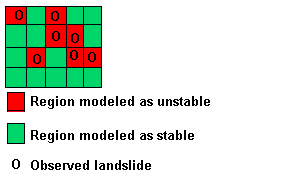 O O
O O
O O O
Region modeled as unstable
Region modeled as stable
O Observed landslide